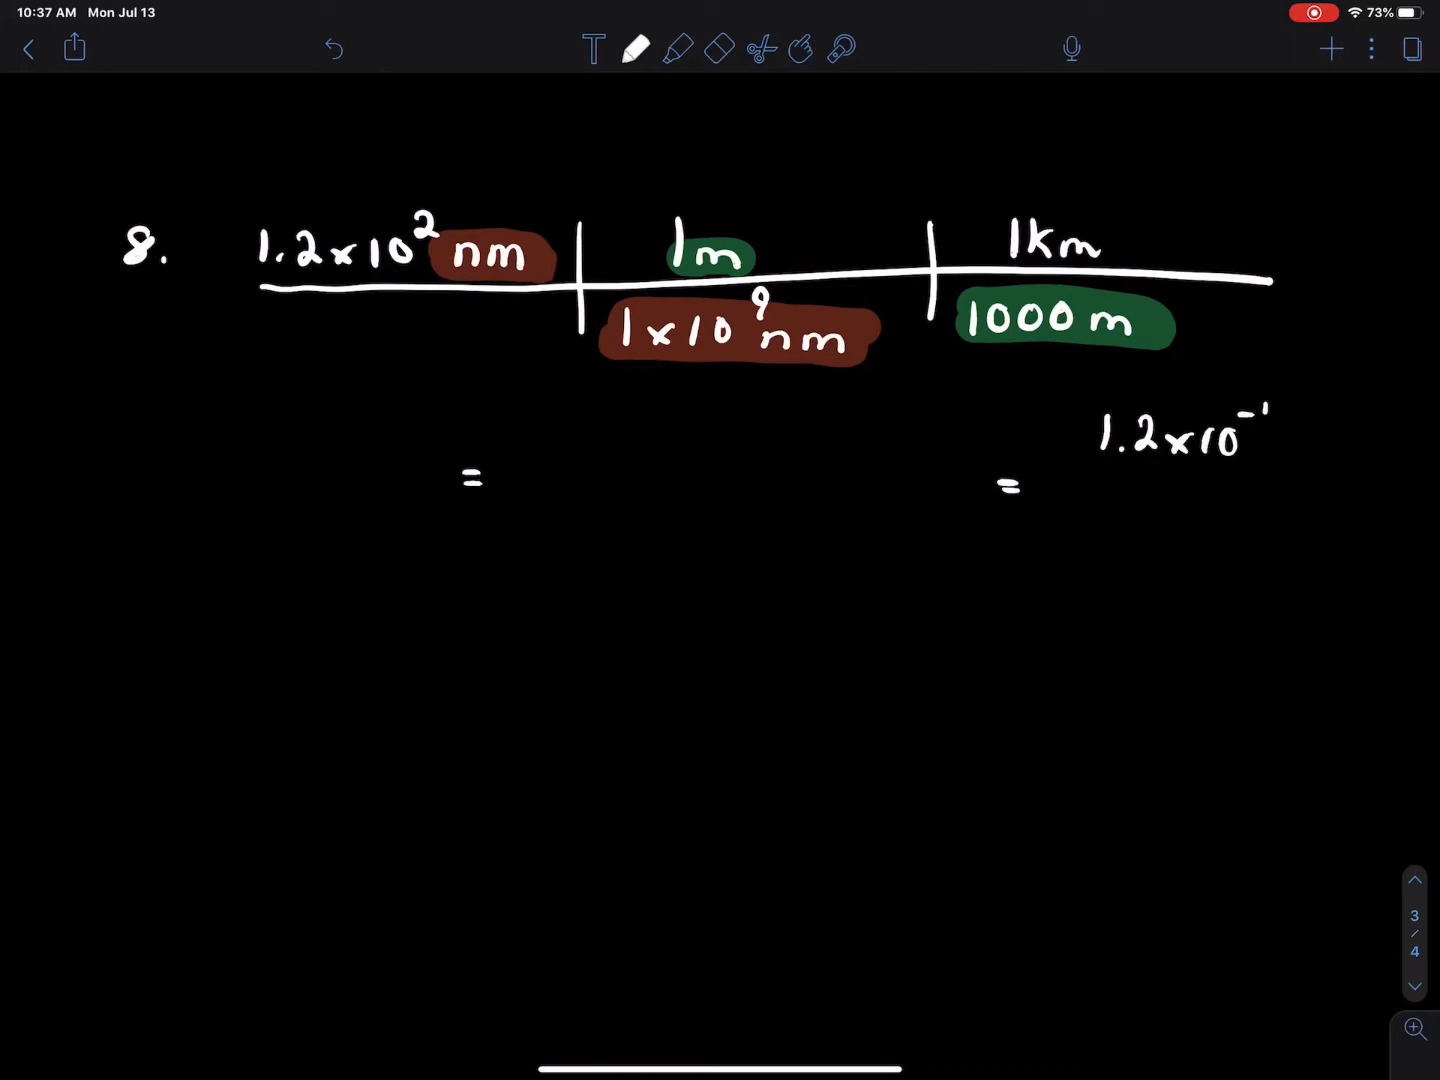 10:37 AM Mon Jul 13
73%
T
8. 1.2x10² nm | 1m | 1km
1x10⁹ nm | 1000 m
1.2x10⁻¹
= =
3
/
4